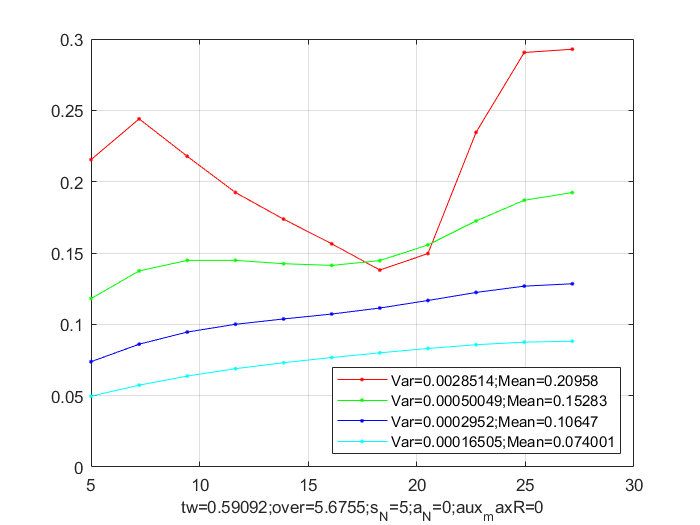 0.3
0.25
0.2
0.15
0.1
0.05
0
5
10
15
20
25
30
Var=0.0028514;Mean=0.20958
Var=0.00050049;Mean=0.15283
Var=0.0002952;Mean=0.10647
Var=0.00016505;Mean=0.074001
tw=0.59092;over=5.6755;s_N=5;a_N=0;aux_maxR=0